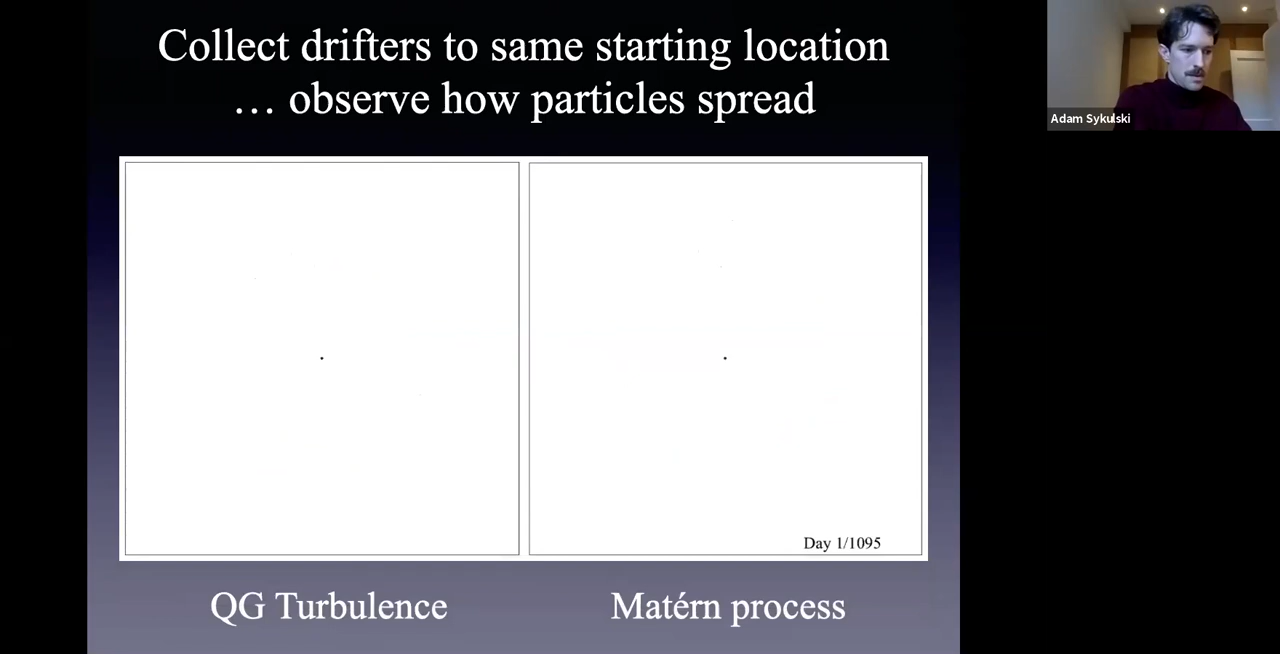 Collect drifters to same starting location
… observe how particles spread
Adam Sykulski
Day 1/1095
QG Turbulence
Matérn process